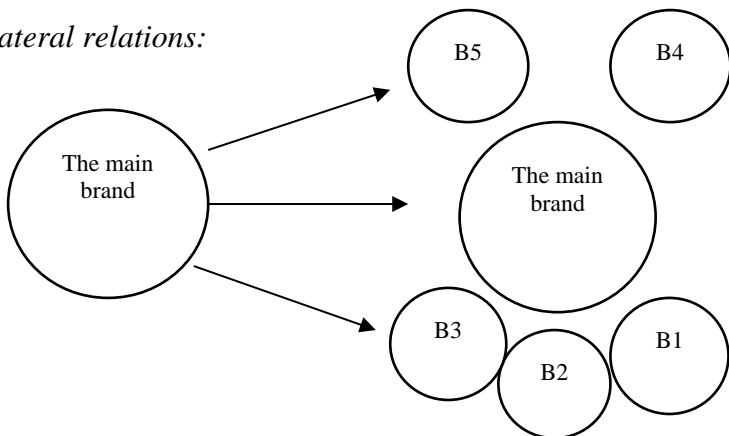 ateral relations:
B5
B4
The main
brand
The main
brand
B3
B2
B1